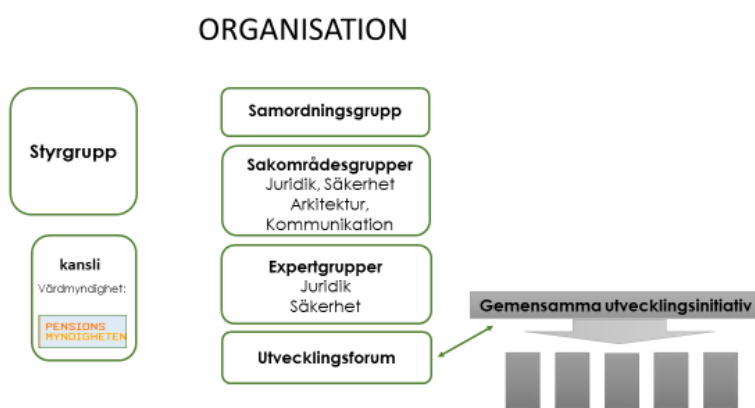 ORGANISATION
Styrgrupp
kansli
Värdmyndighet:
PENSIONS
MYNDIGHETEN
Samordningsgrupp
Sakområdesgrupper
Juridik, Säkerhet
Arkitektur,
Kommunikation
Expertgrupper
Juridik
Säkerhet
Utvecklingsforum
Gemensamma utvecklingsinitiativ